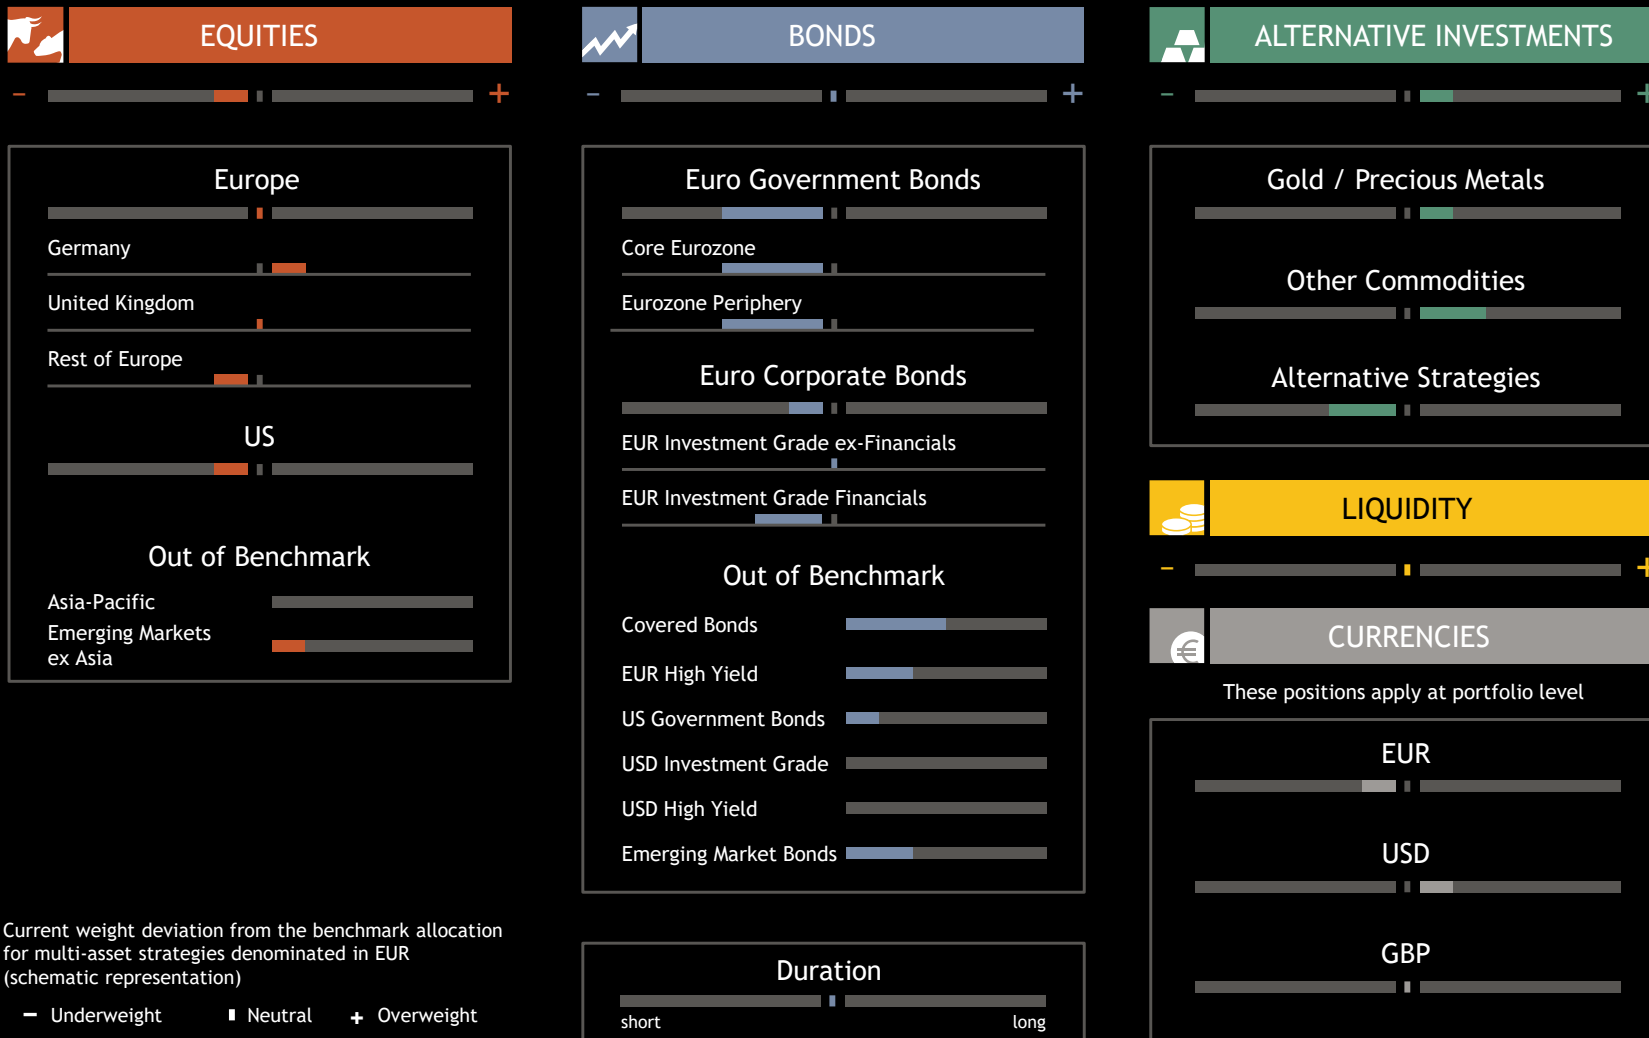 EQUITIES
– +
Europe
Germany
United Kingdom
Rest of Europe
US
Out of Benchmark
Asia-Pacific
Emerging Markets
ex Asia
Current weight deviation from the benchmark allocation
for multi-asset strategies denominated in EUR
(schematic representation)
– Underweight Neutral + Overweight
BONDS
– +
Euro Government Bonds
Core Eurozone
Eurozone Periphery
Euro Corporate Bonds
EUR Investment Grade ex-Financials
EUR Investment Grade Financials
Out of Benchmark
Covered Bonds
EUR High Yield
US Government Bonds
USD Investment Grade
USD High Yield
Emerging Market Bonds
Duration
short long
ALTERNATIVE INVESTMENTS
– +
Gold / Precious Metals
Other Commodities
Alternative Strategies
LIQUIDITY
– +
€
CURRENCIES
These positions apply at portfolio level
EUR
USD
GBP